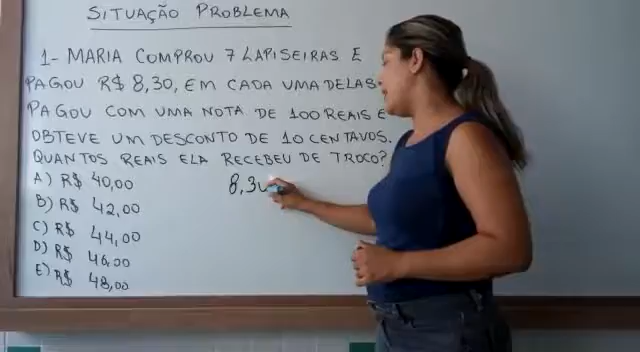 SITUAÇÃO PROBLEMA
1- MARIA COMPROU 7 LAPISEIRAS E
PAGOU R$ 8,30, EM CADA UMA DELAS.
PAGOU COM UMA NOTA DE 100 REAIS E
OBTEVE UM DESCONTO DE 10 CENTAVOS.
QUANTOS REAIS ELA RECEBEU DE TROCO?
A) R$ 40,00
B) R$ 42,00
C) R$ 44,00
D) R$ 46,00
E) R$ 48,00
8,30